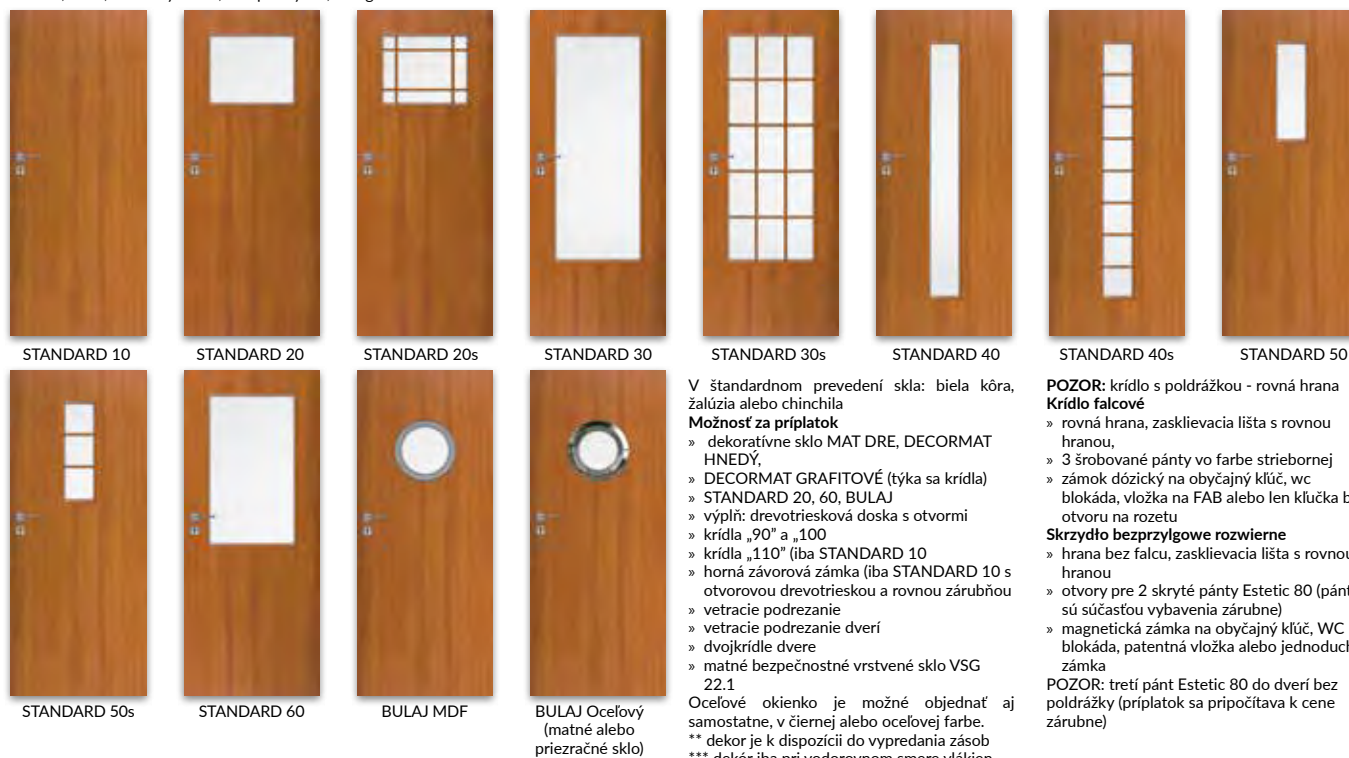 STANDARD 10
STANDARD 20
STANDARD 20s
STANDARD 30
STANDARD 30s
STANDARD 40
STANDARD 40s
STANDARD 50
STANDARD 50s
STANDARD 60
BULAJ MDF
BULAJ Oceľový
(matné alebo
priezračné sklo)
V štandardnom prevedení skla: biela kôra,
žalúzia alebo chinchila
Možnosť za príplatok
» dekoratívne sklo MAT DRE, DECORMAT
HNEDÝ,
» DECORMAT GRAFITOVÉ (týka sa krídla)
» STANDARD 20, 60, BULAJ
» výplň: drevotriesková doska s otvormi
» krídla „90” a „100
» krídla „110” (iba STANDARD 10
» horná závorová zámka (iba STANDARD 10 s
otvorovou drevotrieskou a rovnou zárubňou
» vetracie podrezanie
» vetracie podrezanie dverí
» dvojkrídle dvere
» matné bezpečnostné vrstvené sklo VSG
22.1
Oceľové okienko je možné objednať aj
samostatne, v čiernej alebo oceľovej farbe.
** dekor je k dispozícii do vypredania zásob
*** dekór iba pri vodorovnom smere vlákien
POZOR: krídlo s poldrážkou - rovná hrana
Krídlo falcové
» rovná hrana, zasklievacia lišta s rovnou
hranou,
» 3 šrobované pánty vo farbe striebornej
» zámok dózický na obyčajný kľúč, wc
blokáda, vložka na FAB alebo len kľučka b
otvoru na rozetu
Skrzydło bezprzylgowe rozwierne
» hrana bez falcu, zasklievacia lišta s rovnou
hranou
» otvory pre 2 skryté pánty Estetic 80 (pánt
sú súčasťou vybavenia zárubne)
» magnetická zámka na obyčajný kľúč, WC
blokáda, patentná vložka alebo jednoduch
zámka
POZOR: tretí pánt Estetic 80 do dverí bez
poldrážky (príplatok sa pripočítava k cene
zárubne)